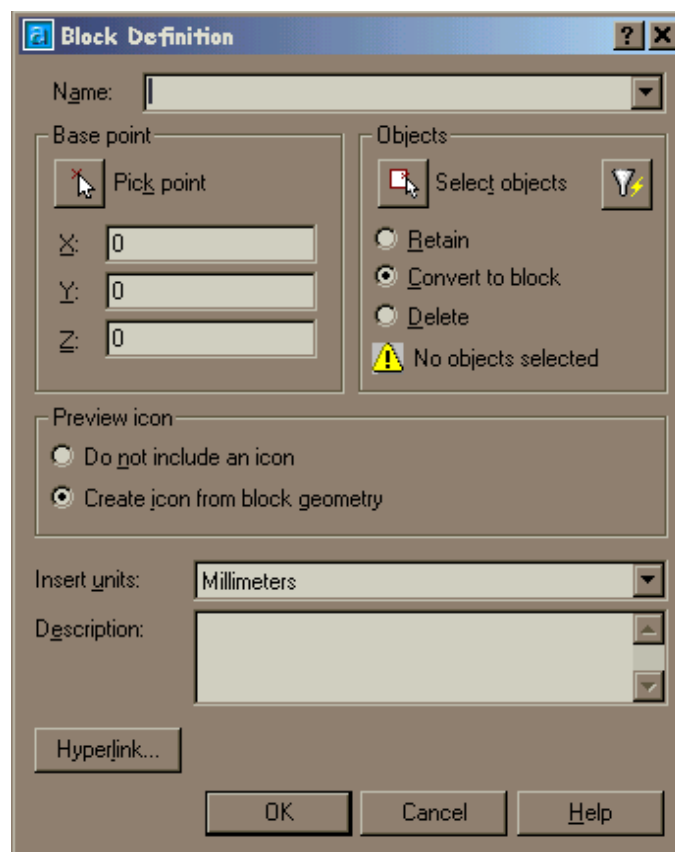 Block Definition
Name:
Base point
Pick point
X: 0
Y: 0
Z: 0
Objects
Select objects
Retain
Convert to block
Delete
No objects selected
Preview icon
Do not include an icon
Create icon from block geometry
Insert units: Millimeters
Description:
Hyperlink...
OK Cancel Help